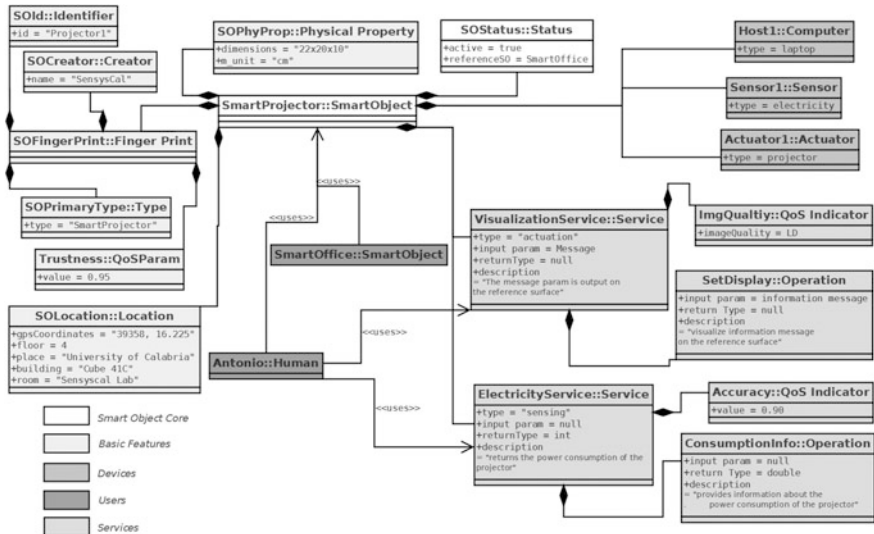 SOId::Identifier
+id = "Projector1"
SOCreator::Creator
+name = "SensysCal"
SOFingerPrint::Finger Print
SOPrimaryType::Type
+type = "SmartProjector"
Trustness::QoSParam
+value = 0.95
SOLocation::Location
+gpsCoordinates = "39358, 16.225"
+floor = 4
+place = "University of Calabria"
+building = "Cube 41C"
+room = "Sensyscal Lab"
SOPhyProp::Physical Property
+dimensions = "22x20x10"
+m_unit = "cm"
SOStatus::Status
+active = true
+referenceSO = SmartOffice
SmartProjector::SmartObject
Host1::Computer
+type = laptop
Sensor1::Sensor
+type = electricity
Actuator1::Actuator
+type = projector
<<uses>>
<<uses>>
SmartOffice::SmartObject
Antonio::Human
<<uses>>
<<uses>>
VisualizationService::Service
+type = "actuation"
+input param = Message
+returnType = null
+description
= "The message param is output on
the reference surface"
ImgQualtiy::QoS Indicator
+imageQuality = LD
SetDisplay::Operation
+input param = information message
+return Type = null
+description
= "visualize information message
on the reference surface"
ElectricityService::Service
+type = "sensing"
+input param = null
+returnType = int
+description
= "returns the power consumption of the
projector"
Accuracy::QoS Indicator
+value = 0.90
ConsumptionInfo::Operation
+input param = null
+return Type = double
+description
= "provides information about the
power consumption of the projector"
Smart Object Core
Basic Features
Devices
Users
Services